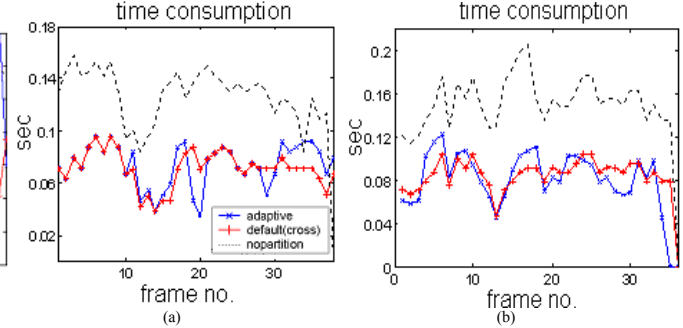 time consumption
sec
0.18
0.14
0.1
0.06
0.02
10
20
30
adaptive
default(cross)
nopartition
frame no.
(a)
time consumption
sec
0.2
0.16
0.12
0.08
0.04
0
0
10
20
30
frame no.
(b)